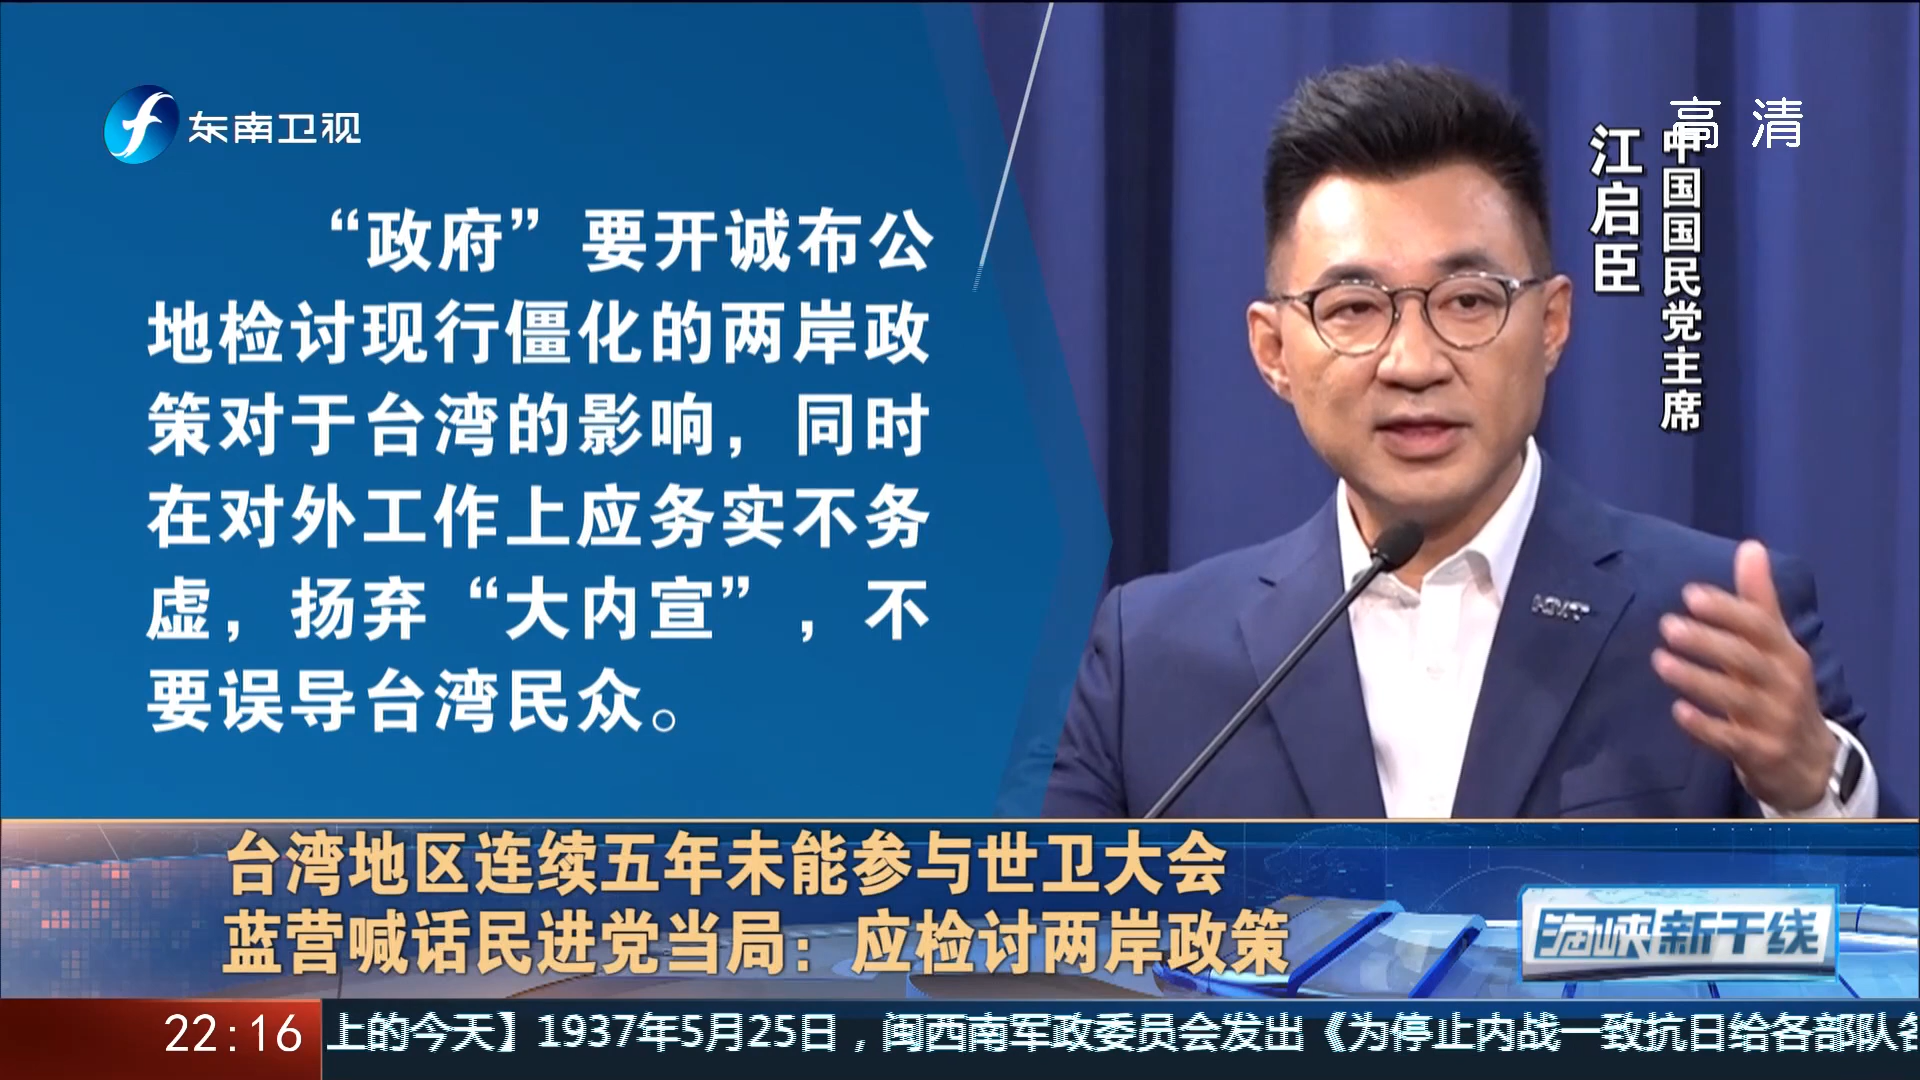 东南卫视
高清
中国国民党主席
江启臣
“政府”要开诚布公
地检讨现行僵化的两岸政
策对于台湾的影响，同时
在对外工作上应务实不务
虚，扬弃“大内宣”，不
要误导台湾民众。
台湾地区连续五年未能参与世卫大会
蓝营喊话民进党当局：应检讨两岸政策
海峡新干线
22:16
上的今天】1937年5月25日，闽西南军政委员会发出《为停止内战一致抗日给各部队各